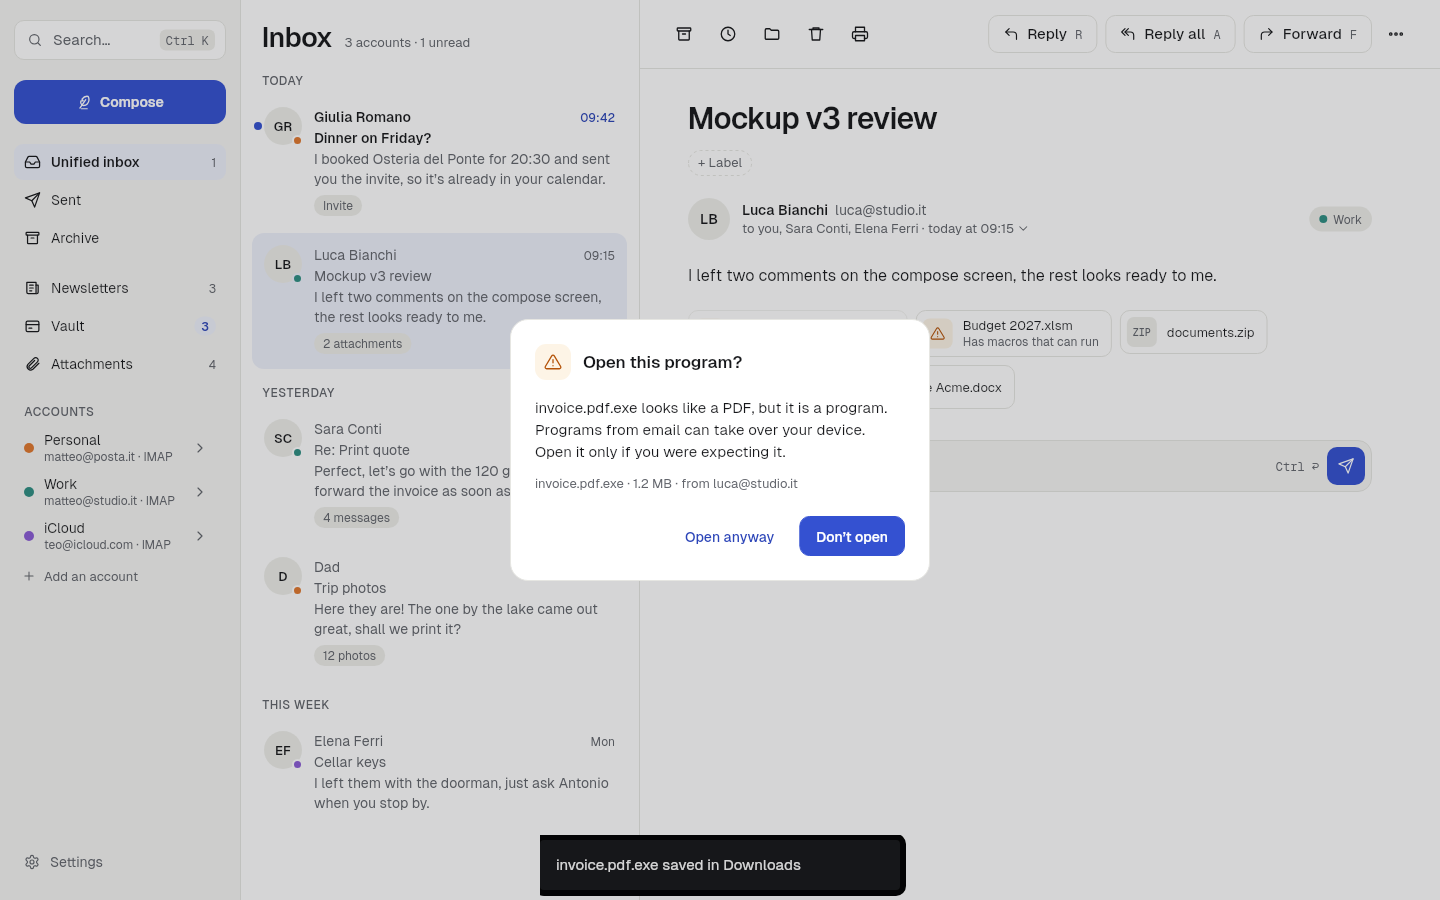 Search...
Ctrl K
Compose
Unified inbox
1
Sent
Archive
Newsletters
3
Vault
3
Attachments
4
ACCOUNTS
Personal
matteo@posta.it · IMAP
Work
matteo@studio.it · IMAP
iCloud
teo@icloud.com · IMAP
Add an account
Settings
Inbox
3 accounts · 1 unread
TODAY
GR
Giulia Romano
09:42
Dinner on Friday?
I booked Osteria del Ponte for 20:30 and sent
you the invite, so it's already in your calendar.
Invite
LB
Luca Bianchi
09:15
Mockup v3 review
I left two comments on the compose screen,
the rest looks ready to me.
2 attachments
YESTERDAY
SC
Sara Conti
Re: Print quote
Perfect, let's go with the 120 g
forward the invoice as soon as
4 messages
D
Dad
Trip photos
Here they are! The one by the lake came out
great, shall we print it?
12 photos
THIS WEEK
EF
Elena Ferri
Mon
Cellar keys
I left them with the doorman, just ask Antonio
when you stop by.
Reply R
Reply all A
Forward F
Mockup v3 review
+ Label
LB
Luca Bianchi luca@studio.it
to you, Sara Conti, Elena Ferri · today at 09:15
Work
I left two comments on the compose screen, the rest looks ready to me.
Budget 2027.xlsm
Has macros that can run
ZIP
documents.zip
Acme.docx
Ctrl
Open this program?
invoice.pdf.exe looks like a PDF, but it is a program.
Programs from email can take over your device.
Open it only if you were expecting it.
invoice.pdf.exe · 1.2 MB · from luca@studio.it
Open anyway
Don't open
invoice.pdf.exe saved in Downloads